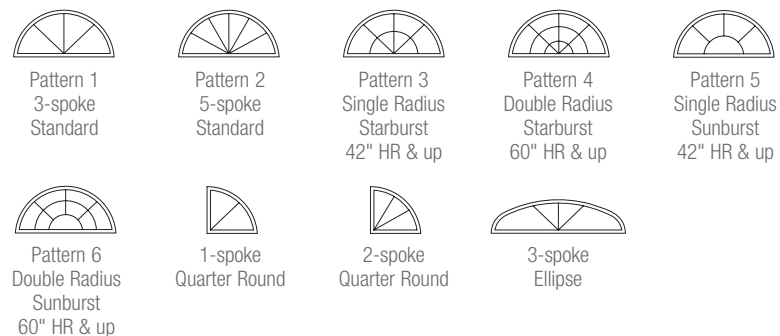 Pattern 1
3-spoke
Standard
Pattern 2
5-spoke
Standard
Pattern 3
Single Radius
Starburst
42" HR & up
Pattern 4
Double Radius
Starburst
60" HR & up
Pattern 5
Single Radius
Sunburst
42" HR & up
Pattern 6
Double Radius
Sunburst
60" HR & up
1-spoke
Quarter Round
2-spoke
Quarter Round
3-spoke
Ellipse